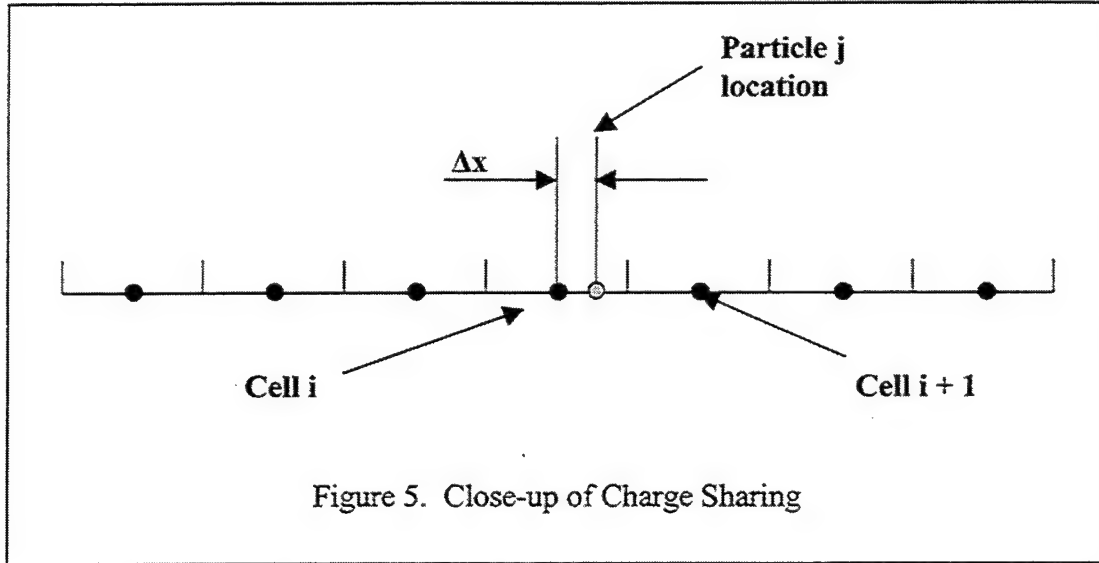 Particle j
location
Δx
Cell i
Cell i + 1
Figure 5. Close-up of Charge Sharing